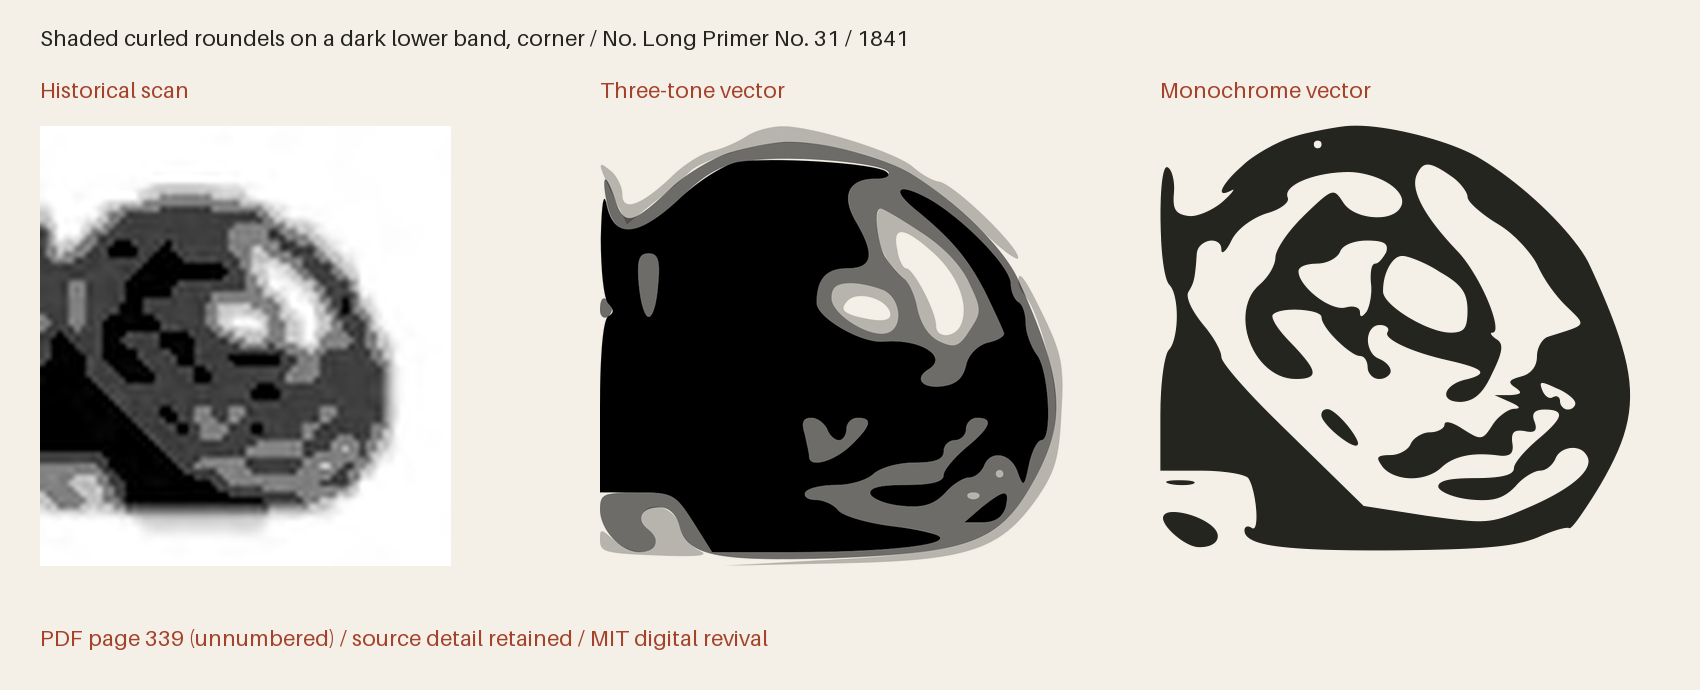 Shaded curled roundels on a dark lower band, corner / No. Long Primer No. 31 / 1841
Historical scan
Three-tone vector
Monochrome vector
PDF page 339 (unnumbered) / source detail retained / MIT digital revival